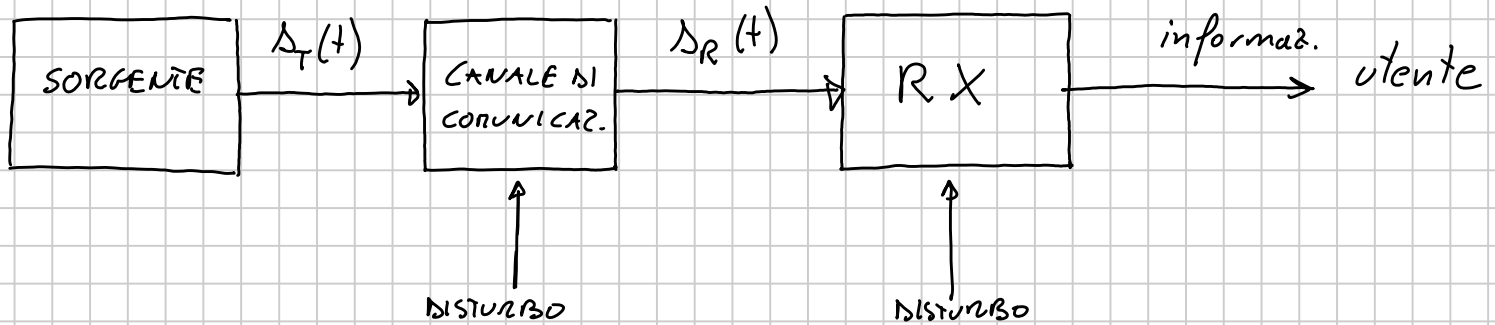 SORGENTE
s_T(t)
CANALE DI
COMUNICAZ.
s_R(t)
RX
informaz.
utente
DISTURBO
DISTURBO